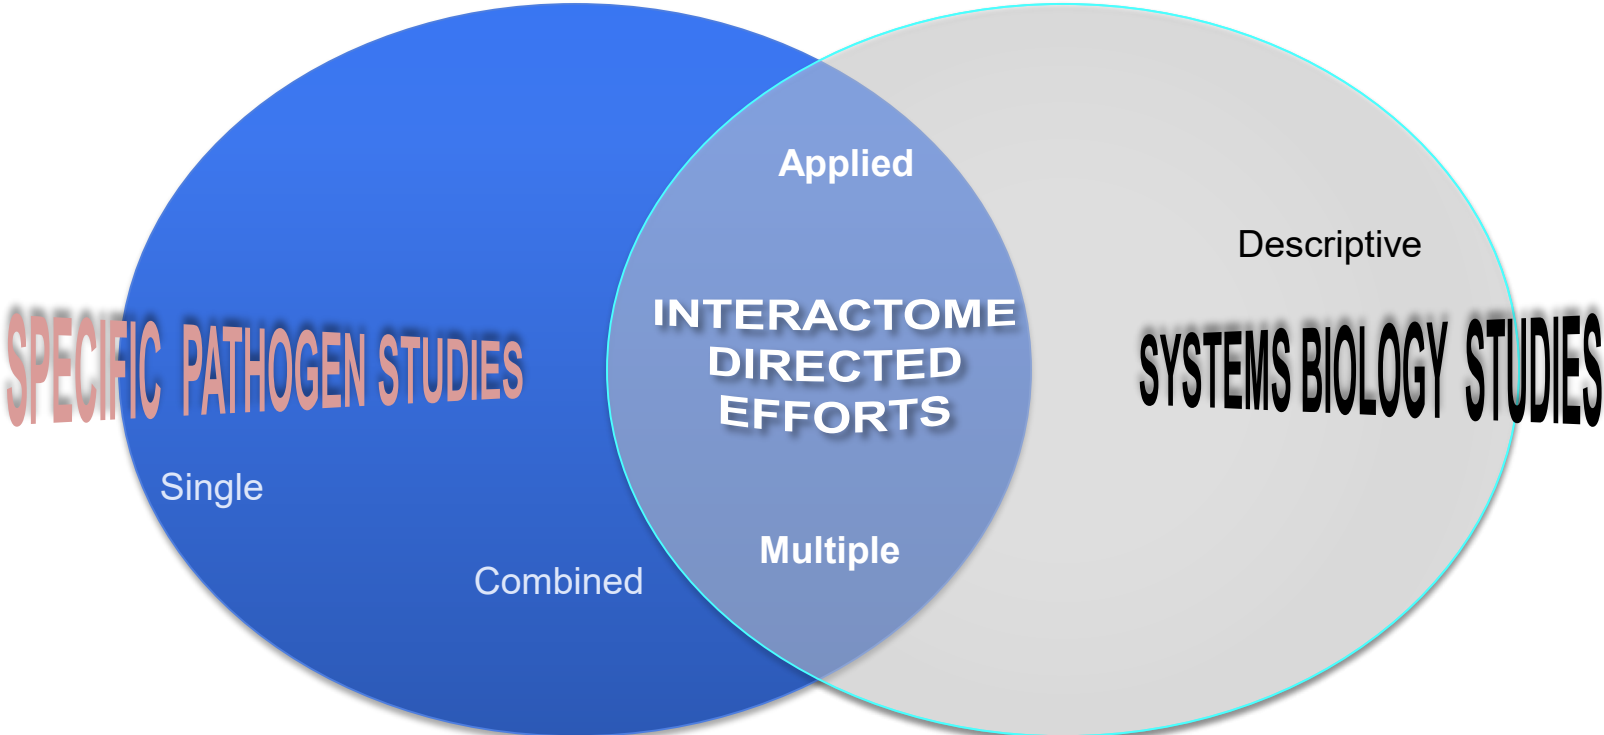 Applied
Descriptive
SPECIFIC PATHOGEN STUDIES
INTERACTOME
DIRECTED
EFFORTS
SYSTEMS BIOLOGY STUDIES
Single
Multiple
Combined